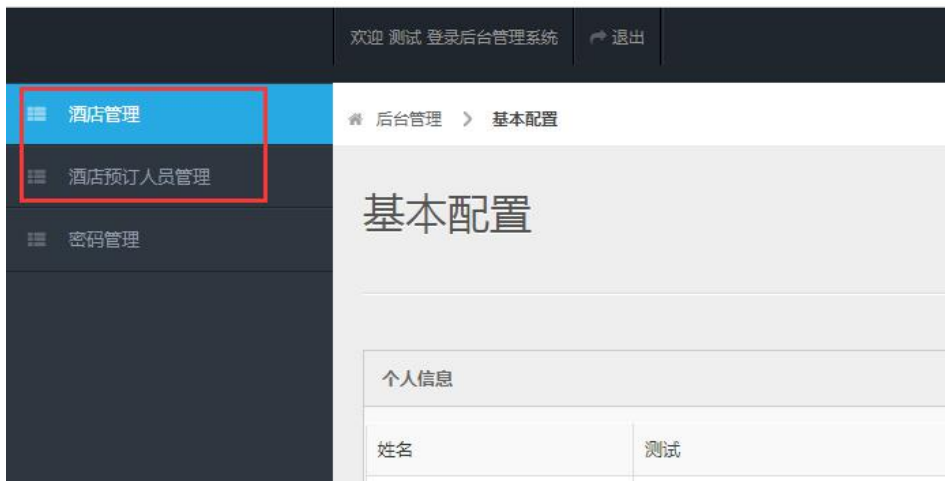 欢迎 测试 登录后台管理系统 退出
酒店管理
酒店预订人员管理
密码管理
后台管理 > 基本配置
基本配置
个人信息
姓名 测试